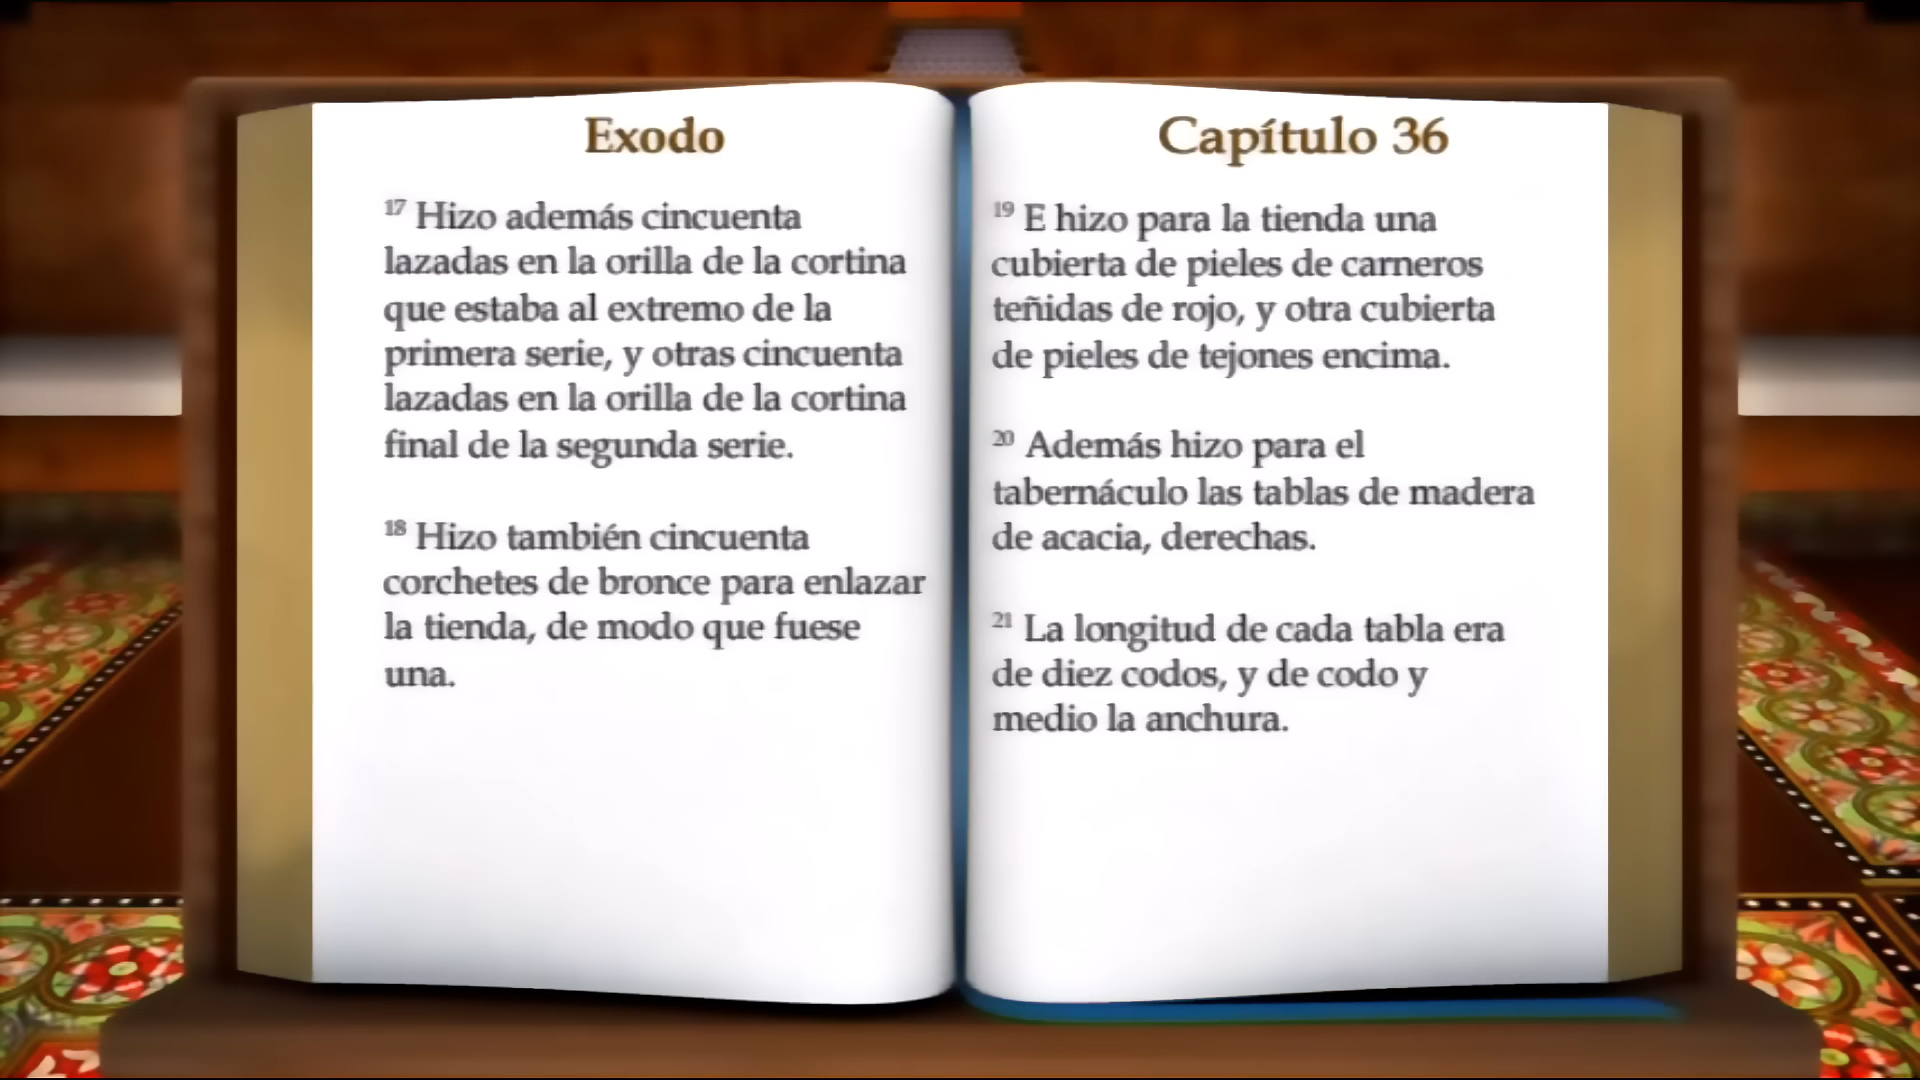 Exodo
17 Hizo además cincuenta
lazadas en la orilla de la cortina
que estaba al extremo de la
primera serie, y otras cincuenta
lazadas en la orilla de la cortina
final de la segunda serie.
18 Hizo también cincuenta
corchetes de bronce para enlazar
la tienda, de modo que fuese
una.
Capítulo 36
19 E hizo para la tienda una
cubierta de pieles de carneros
teñidas de rojo, y otra cubierta
de pieles de tejones encima.
20 Además hizo para el
tabernáculo las tablas de madera
de acacia, derechas.
21 La longitud de cada tabla era
de diez codos, y de codo y
medio la anchura.